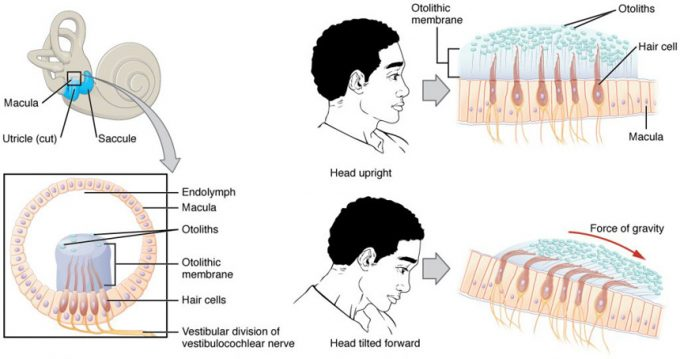 Macula
Utricle (cut)
Saccule
Endolymph
Macula
Otoliths
Otolithic
membrane
Hair cells
Vestibular division of
vestibulocochlear nerve
Otolithic
membrane
Otoliths
Hair cell
Macula
Head upright
Force of gravity
Head tilted forward